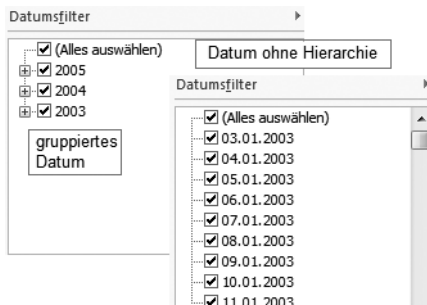 Datumsfilter
(Alles auswählen)
2005
2004
2003
gruppiertes
Datum
Datum ohne Hierarchie
Datumsfilter
(Alles auswählen)
03.01.2003
04.01.2003
05.01.2003
06.01.2003
07.01.2003
08.01.2003
09.01.2003
10.01.2003
11.01.2003